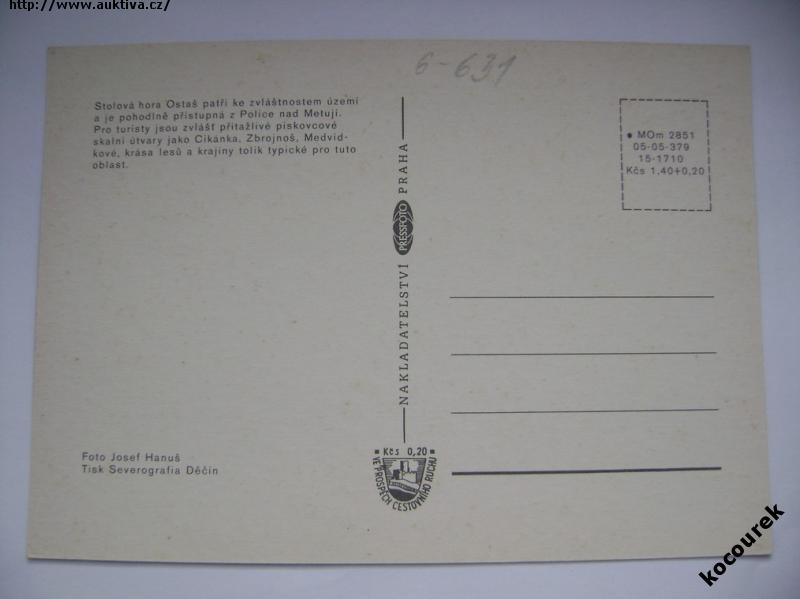 http://www.auktiva.cz/
6-631
Stolová hora Ostaš patří ke zvláštnostem území
a je pohodlně přístupná z Police nad Metují.
Pro turisty jsou zvlášť přitažlivé pískovcové
skalní útvary jako Cikánka, Zbrojnoš, Medvíd-
kové, krása lesů a krajiny tolik typické pro tuto
oblast.
MOm 2851
05-05-379
15-1710
Kčs 1,40+0,20
NAKLADATELSTVÍ PRESSFOTO PRAHA
Foto Josef Hanuš
Tisk Severografia Děčín
Kčs 0,20
VE PROSPĚCH CESTOVNÍHO RUCHU
kocourek